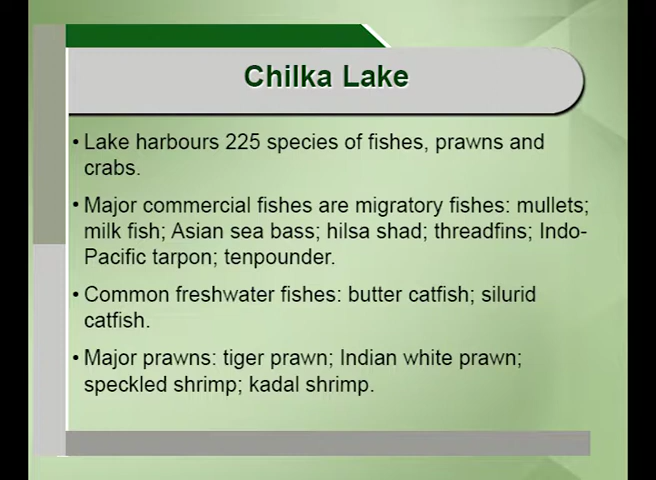 Chilka Lake
• Lake harbours 225 species of fishes, prawns and
crabs.
• Major commercial fishes are migratory fishes: mullets;
milk fish; Asian sea bass; hilsa shad; threadfins; Indo-
Pacific tarpon; tenpounder.
• Common freshwater fishes: butter catfish; silurid
catfish.
• Major prawns: tiger prawn; Indian white prawn;
speckled shrimp; kadal shrimp.